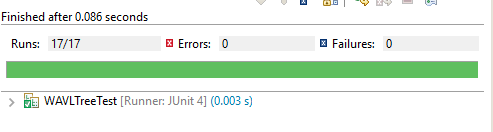 Finished after 0.086 seconds
Runs: 17/17 Errors: 0 Failures: 0
WAVLTreeTest [Runner: JUnit 4] (0.003 s)